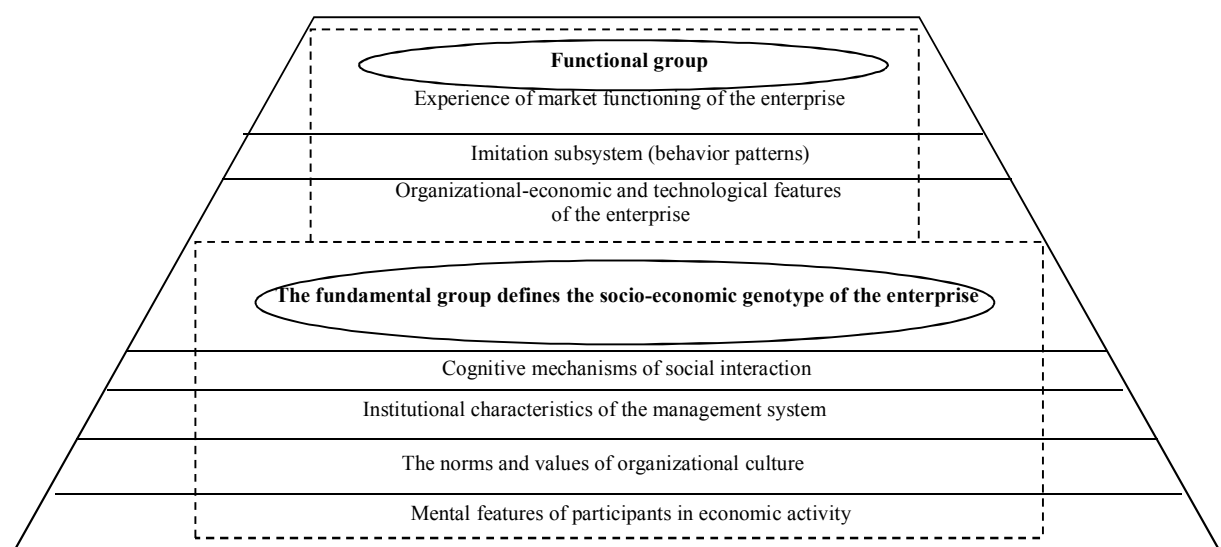 Functional group
Experience of market functioning of the enterprise
Imitation subsystem (behavior patterns)
Organizational-economic and technological features
of the enterprise
The fundamental group defines the socio-economic genotype of the enterprise
Cognitive mechanisms of social interaction
Institutional characteristics of the management system
The norms and values of organizational culture
Mental features of participants in economic activity